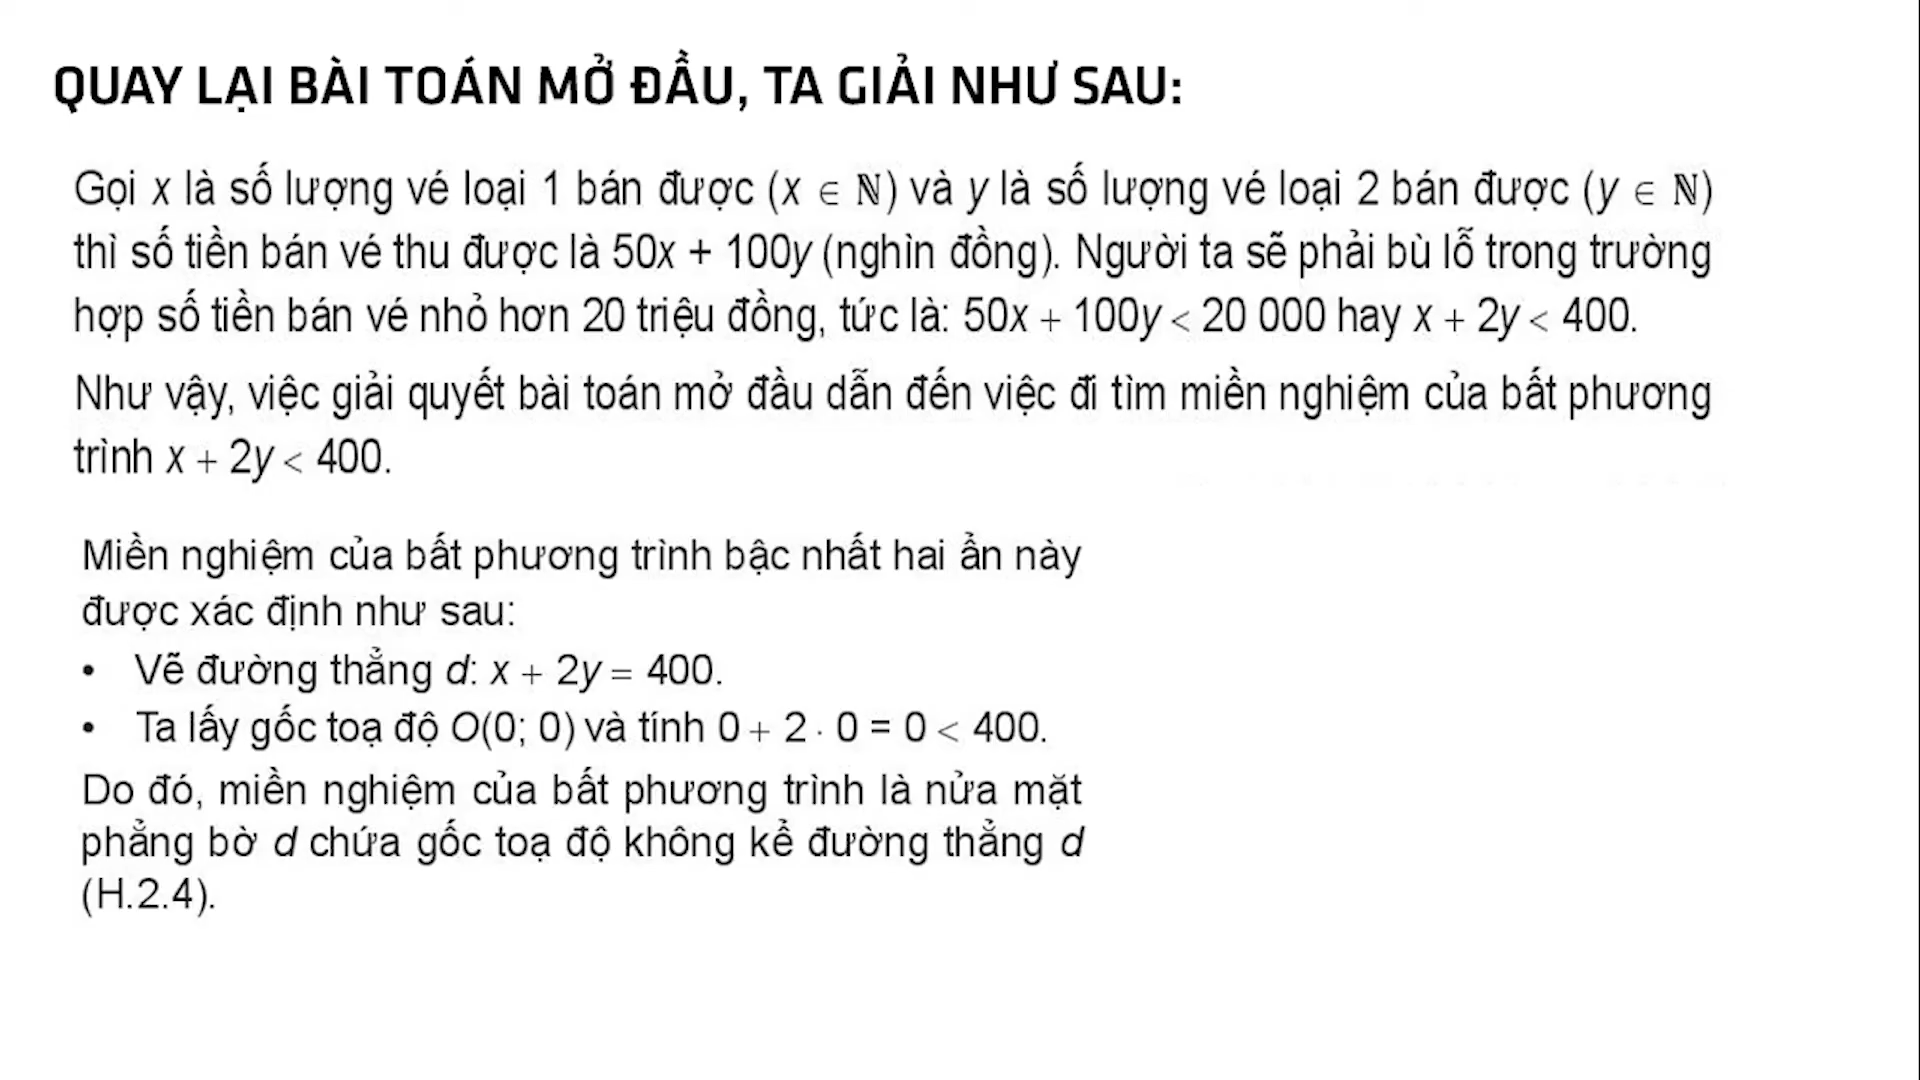 QUAY LẠI BÀI TOÁN MỞ ĐẦU, TA GIẢI NHƯ SAU:
Gọi x là số lượng vé loại 1 bán được (x ∈ ℕ) và y là số lượng vé loại 2 bán được (y ∈ ℕ)
thì số tiền bán vé thu được là 50x + 100y (nghìn đồng). Người ta sẽ phải bù lỗ trong trường
hợp số tiền bán vé nhỏ hơn 20 triệu đồng, tức là: 50x + 100y < 20 000 hay x + 2y < 400.
Như vậy, việc giải quyết bài toán mở đầu dẫn đến việc đi tìm miền nghiệm của bất phương
trình x + 2y < 400.
Miền nghiệm của bất phương trình bậc nhất hai ẩn này
được xác định như sau:
• Vẽ đường thẳng d: x + 2y = 400.
• Ta lấy gốc toạ độ O(0; 0) và tính 0 + 2 · 0 = 0 < 400.
Do đó, miền nghiệm của bất phương trình là nửa mặt
phẳng bờ d chứa gốc toạ độ không kể đường thẳng d
(H.2.4).